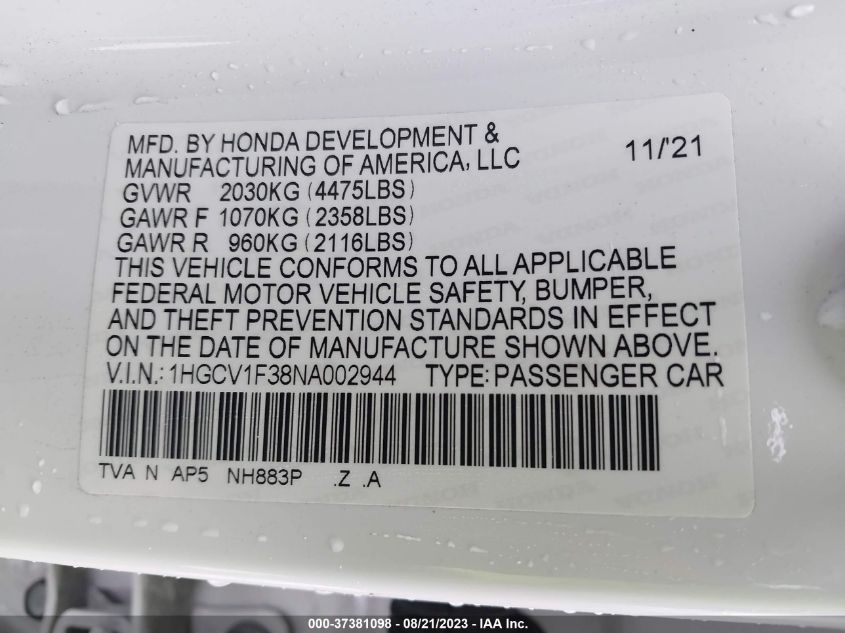 MFD. BY HONDA DEVELOPMENT & 
MANUFACTURING OF AMERICA, LLC 11/'21
GVWR 2030KG (4475LBS)
GAWR F 1070KG (2358LBS)
GAWR R 960KG (2116LBS)
THIS VEHICLE CONFORMS TO ALL APPLICABLE
FEDERAL MOTOR VEHICLE SAFETY, BUMPER,
AND THEFT PREVENTION STANDARDS IN EFFECT
ON THE DATE OF MANUFACTURE SHOWN ABOVE.
V.I.N.: 1HGCV1F38NA002944 TYPE: PASSENGER CAR
TVA N AP5 NH883P .Z .A
000-37381098 - 08/21/2023 - IAAI.com